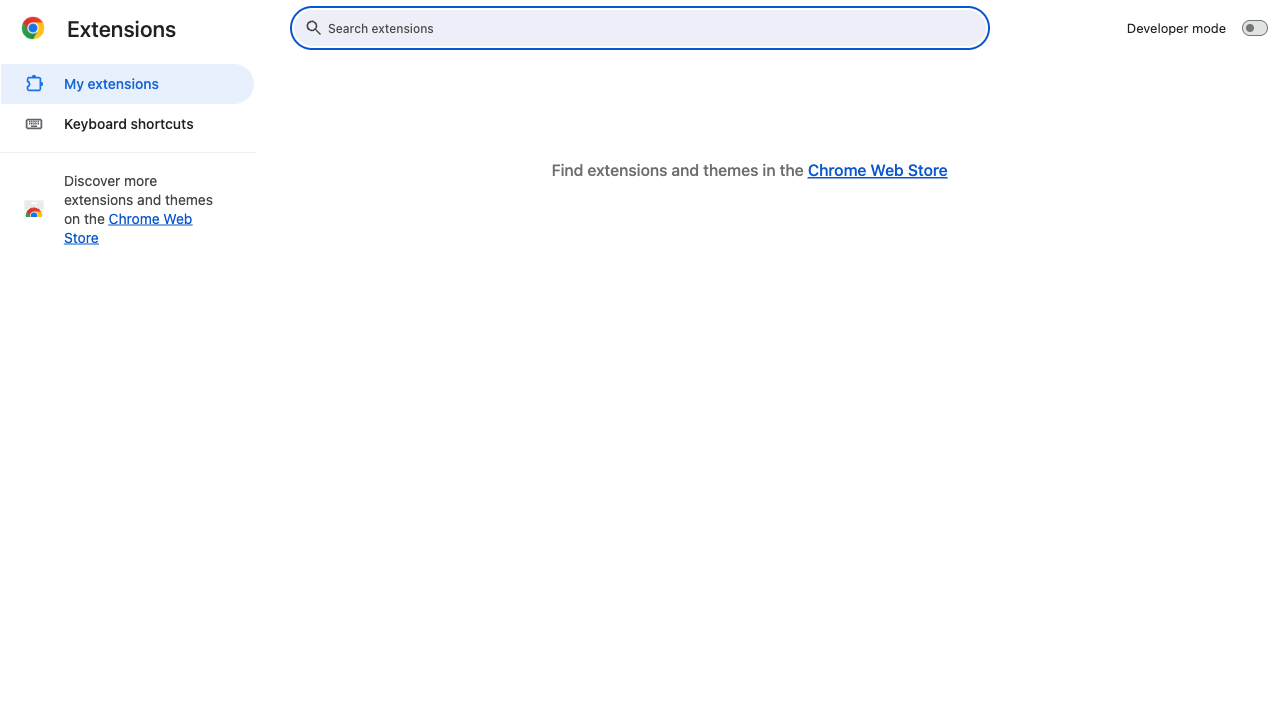 Extensions
Search extensions
Developer mode
My extensions
Keyboard shortcuts
Discover more
extensions and themes
on the Chrome Web
Store
Find extensions and themes in the Chrome Web Store